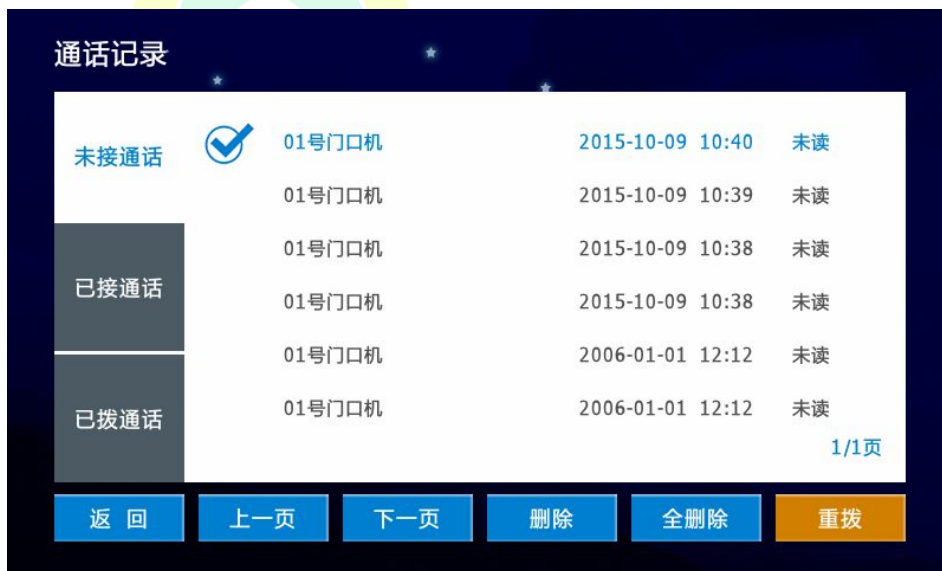 通话记录
未接通话
01号门口机 2015-10-09 10:40 未读
01号门口机 2015-10-09 10:39 未读
01号门口机 2015-10-09 10:38 未读
已接通话
01号门口机 2015-10-09 10:38 未读
01号门口机 2006-01-01 12:12 未读
已拨通话
01号门口机 2006-01-01 12:12 未读
1/1页
返 回 上一页 下一页 删除 全删除 重拨